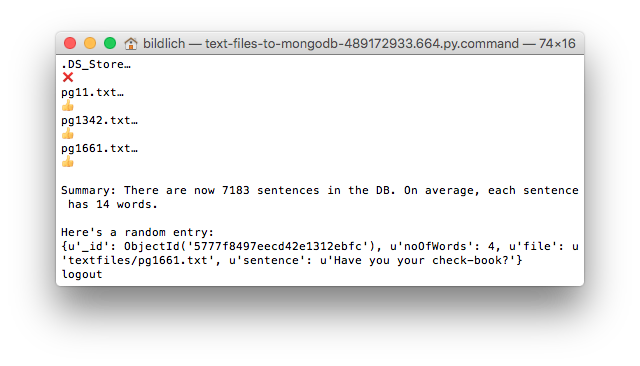 bildlich — text-files-to-mongodb-489172933.664.py.command — 74×16
.DS_Store…
❌
pg11.txt…
👍
pg1342.txt…
👍
pg1661.txt…
👍
Summary: There are now 7183 sentences in the DB. On average, each sentence
has 14 words.
Here's a random entry:
{u'_id': ObjectId('5777f8497eecd42e1312ebfc'), u'noOfWords': 4, u'file': u
'textfiles/pg1661.txt', u'sentence': u'Have you your check-book?'}
logout